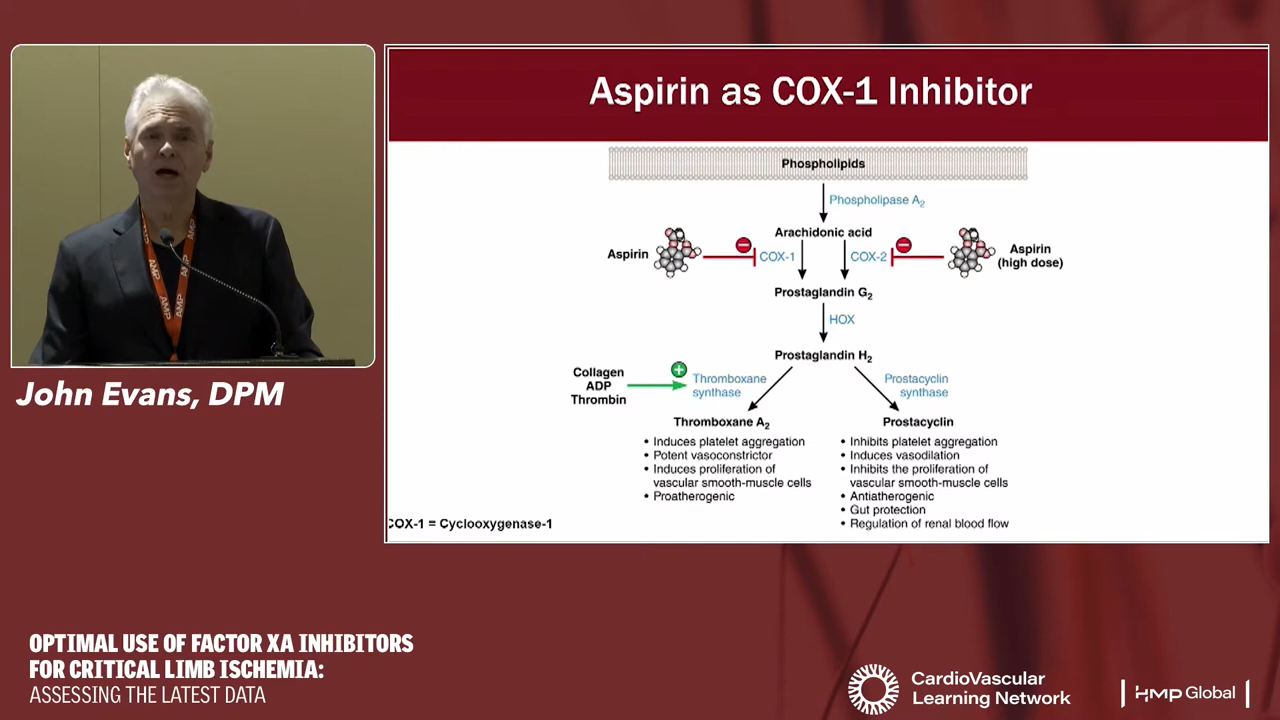 Aspirin as COX-1 Inhibitor
Phospholipids
Phospholipase A2
Arachidonic acid
Aspirin
COX-1
COX-2
Aspirin
(high dose)
Prostaglandin G2
HOX
Prostaglandin H2
Collagen
ADP
Thrombin
Thromboxane
synthase
Prostacyclin
synthase
Thromboxane A2
• Induces platelet aggregation
• Potent vasoconstrictor
• Induces proliferation of
vascular smooth-muscle cells
• Proatherogenic
Prostacyclin
• Inhibits platelet aggregation
• Induces vasodilation
• Inhibits the proliferation of
vascular smooth-muscle cells
• Antiatherogenic
• Gut protection
• Regulation of renal blood flow
COX-1 = Cyclooxygenase-1
AMP
AMP
AMP
AMP
John Evans, DPM
OPTIMAL USE OF FACTOR XA INHIBITORS
FOR CRITICAL LIMB ISCHEMIA:
ASSESSING THE LATEST DATA
CardioVascular
Learning Network
HMP Global